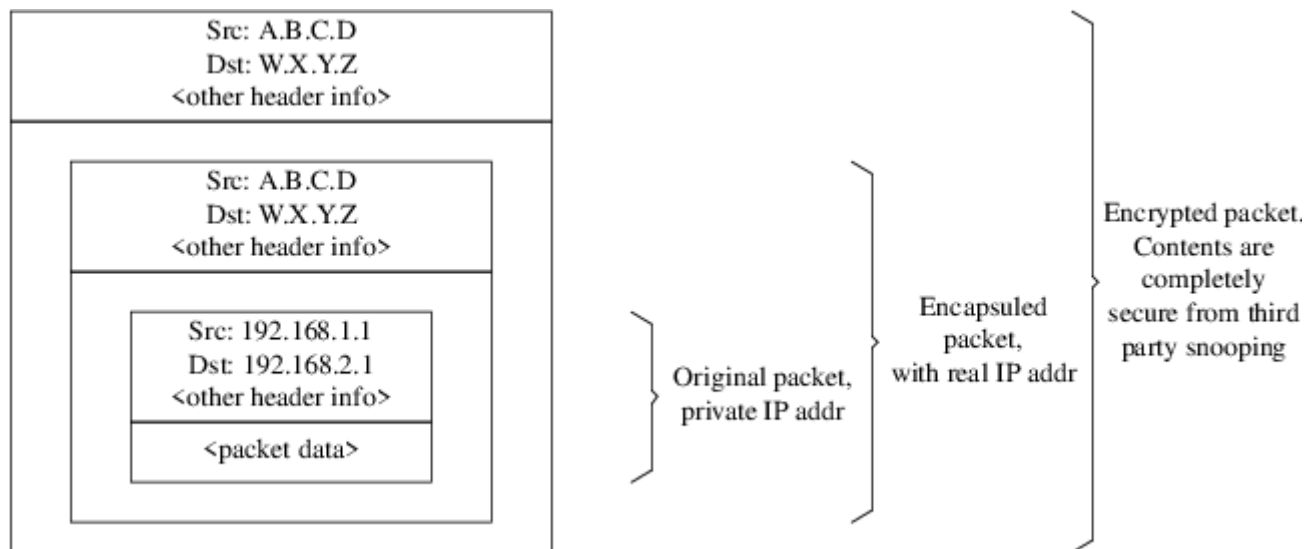 Src: A.B.C.D
Dst: W.X.Y.Z
<other header info>
Src: A.B.C.D
Dst: W.X.Y.Z
<other header info>
Src: 192.168.1.1
Dst: 192.168.2.1
<other header info>
<packet data>
Original packet,
private IP addr
Encapsuled
packet,
with real IP addr
Encrypted packet.
Contents are
completely
secure from third
party snooping